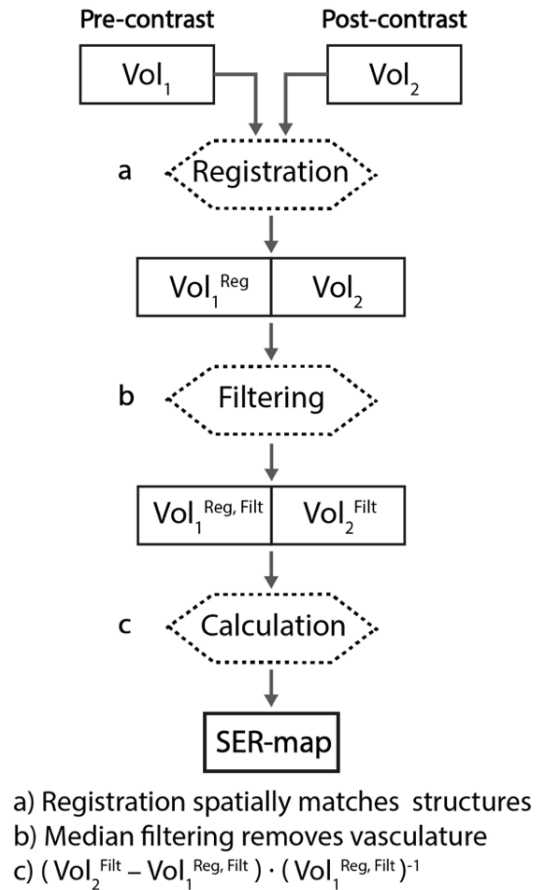 Pre-contrast Post-contrast
Vol₁ Vol₂
a Registration
Vol₁ᴿᵉᵍ Vol₂
b Filtering
Vol₁ᴿᵉᵍ, ᶠⁱˡᵗ Vol₂ᶠⁱˡᵗ
c Calculation
SER-map
a) Registration spatially matches structures
b) Median filtering removes vasculature
c) ( Vol₂ᶠⁱˡᵗ – Vol₁ᴿᵉᵍ, ᶠⁱˡᵗ ) · ( Vol₁ᴿᵉᵍ, ᶠⁱˡᵗ )⁻¹